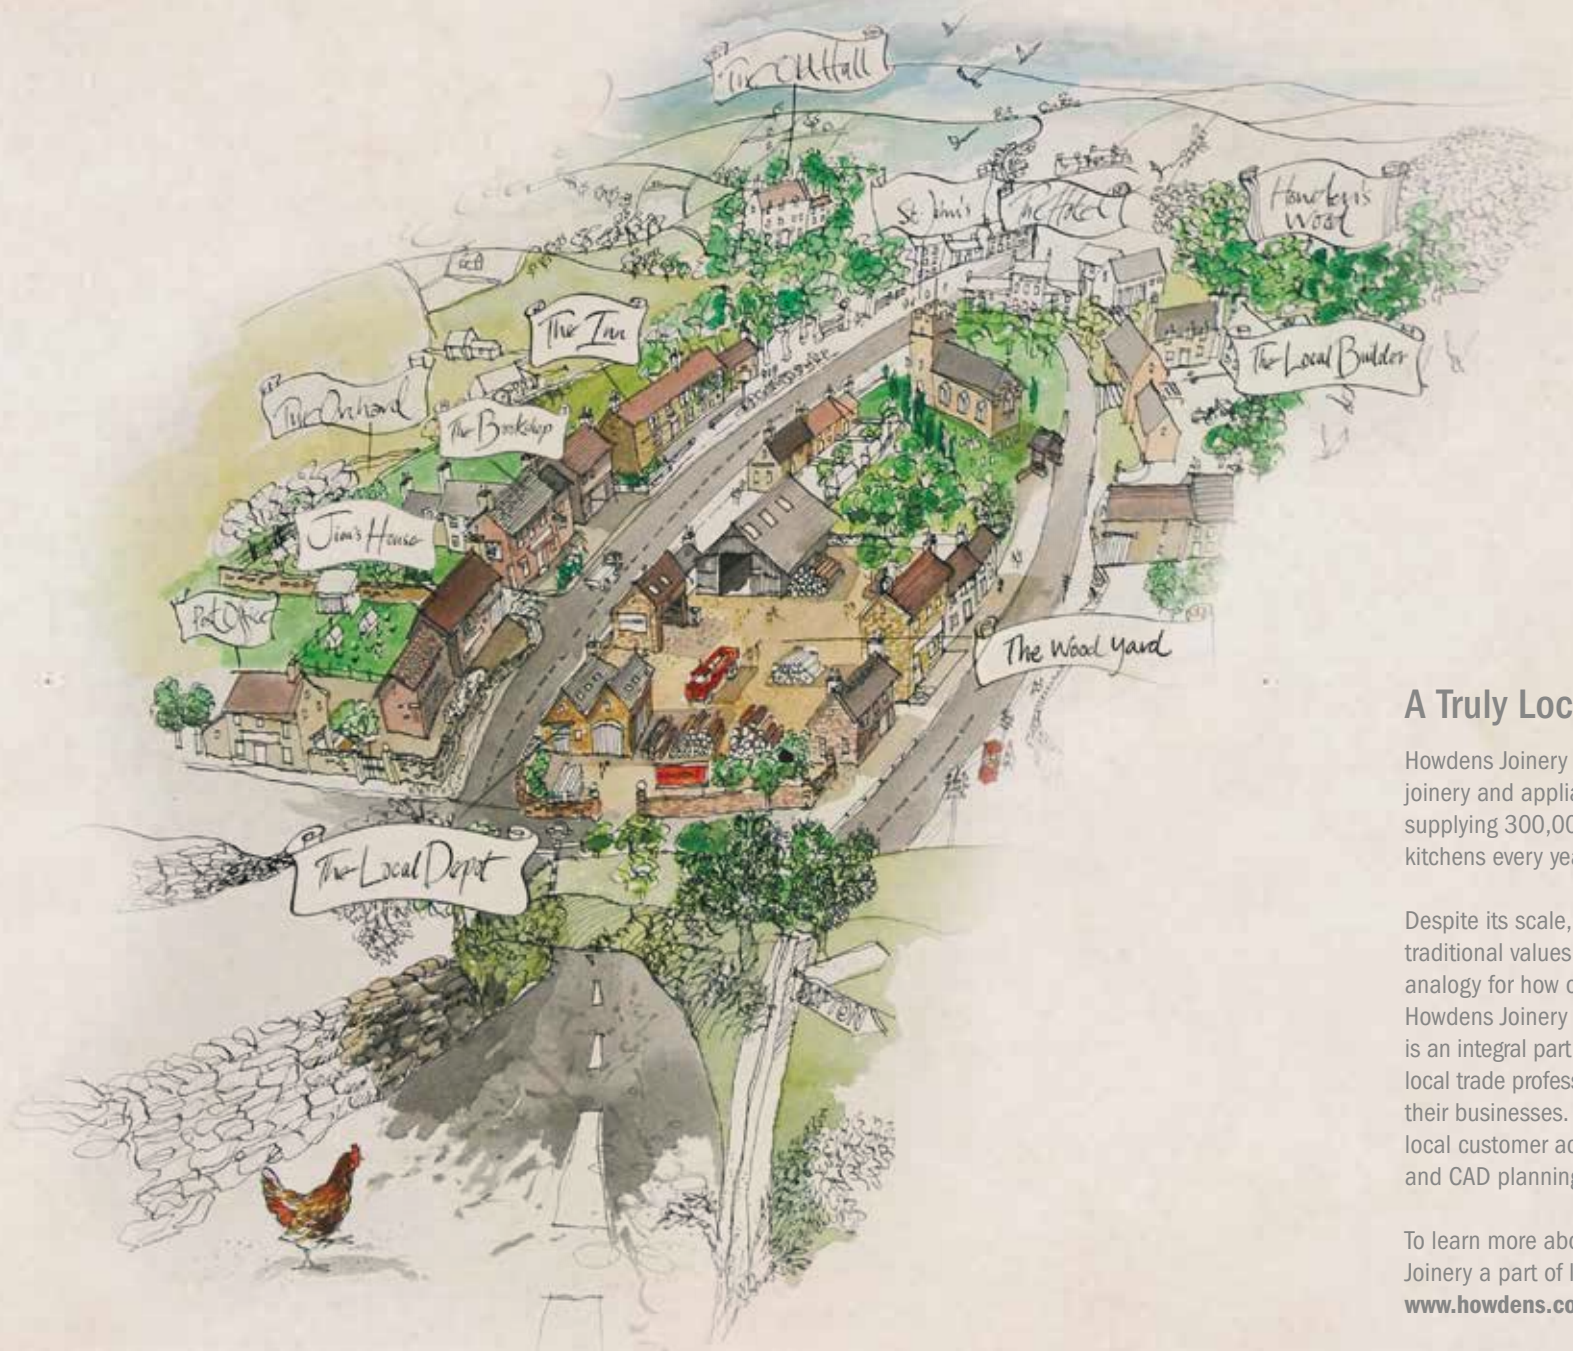 The Old Hall
St. John's
The Hotel
Howden's
Wood
The Inn
The Local Builder
The Orchard
The Bookshop
Jim's House
Post Office
The Wood Yard
The Local Depot
A Truly Loc
Howdens Joinery
joinery and applia
supplying 300,00
kitchens every yea
Despite its scale,
traditional values
analogy for how o
Howdens Joinery
is an integral part
local trade profess
their businesses.
local customer ac
and CAD planning
To learn more abo
Joinery a part of l
www.howdens.co